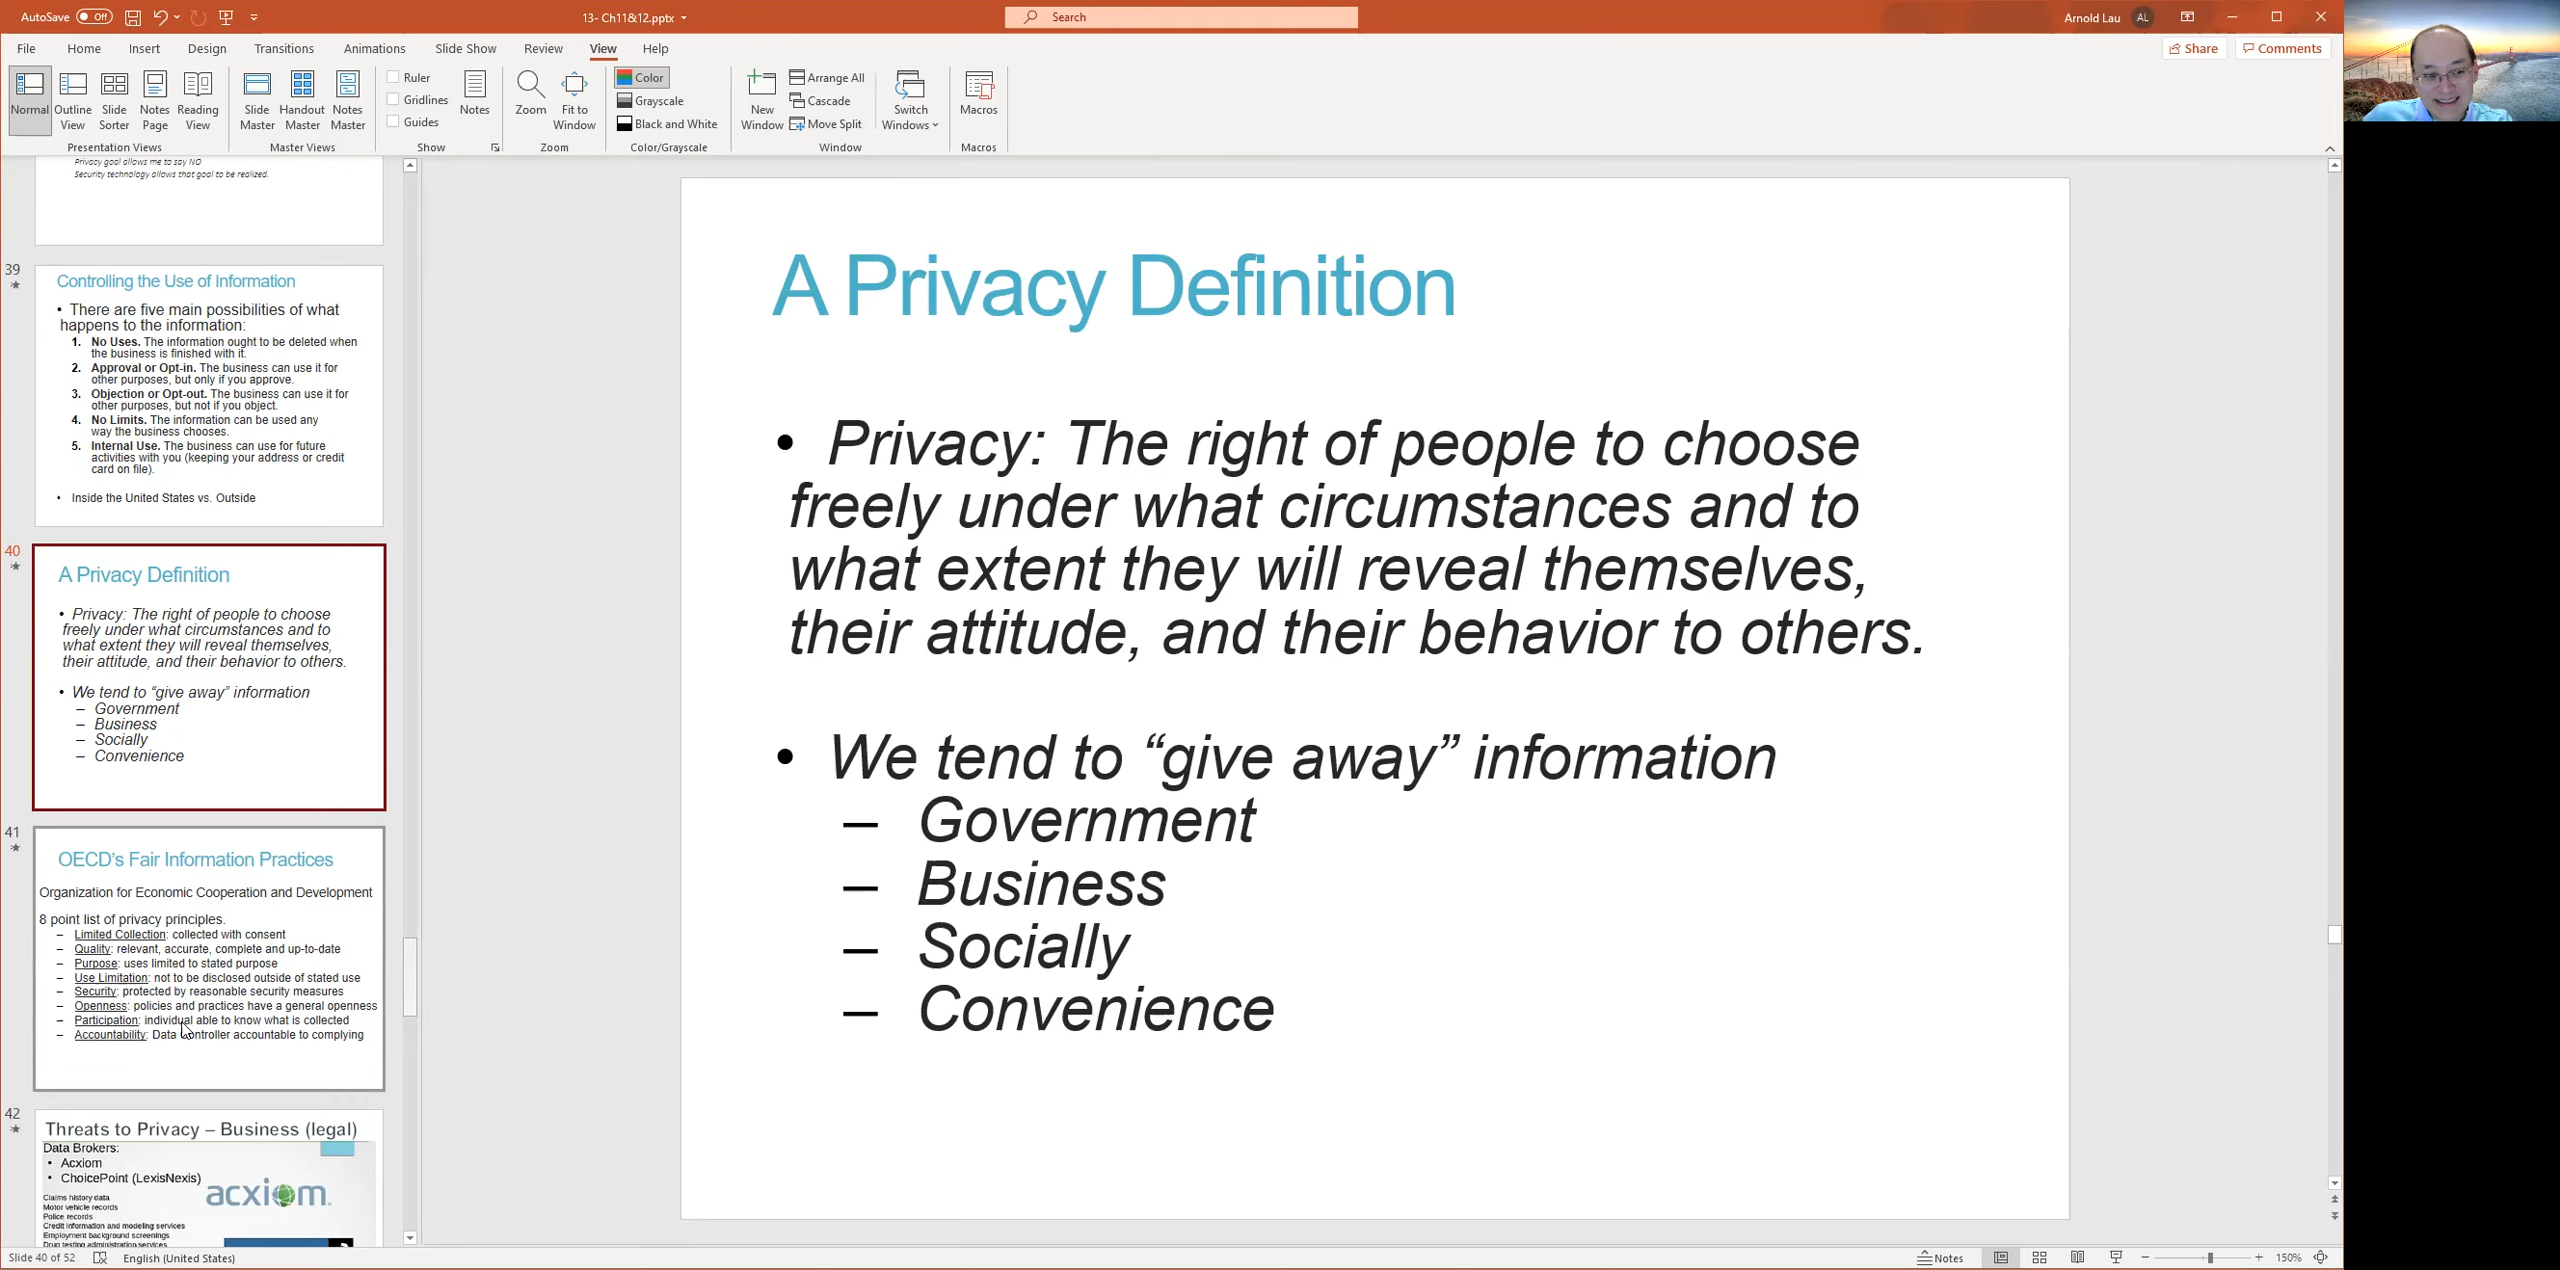 AutoSave Off
13- Ch11&12.pptx
Search
Arnold Lau AL
File Home Insert Design Transitions Animations Slide Show Review View Help
Share Comments
Normal
Outline View
Slide Sorter
Notes Page
Reading View
Presentation Views
Slide Master
Handout Master
Notes Master
Master Views
Ruler
Gridlines
Guides
Show
Notes
Zoom
Fit to Window
Zoom
Color
Grayscale
Black and White
Color/Grayscale
New Window
Arrange All
Cascade
Move Split
Switch Windows
Window
Macros
Macros
Privacy goal allows me to say NO
Security technology allows that goal to be realized.
39
Controlling the Use of Information
• There are five main possibilities of what
happens to the information:
1. No Uses. The information ought to be deleted when
the business is finished with it.
2. Approval or Opt-in. The business can use it for
other purposes, but only if you approve.
3. Objection or Opt-out. The business can use it for
other purposes, but not if you object.
4. No Limits. The information can be used any
way the business chooses.
5. Internal Use. The business can use for future
activities with you (keeping your address or credit
card on file).
• Inside the United States vs. Outside
40
A Privacy Definition
• Privacy: The right of people to choose
freely under what circumstances and to
what extent they will reveal themselves,
their attitude, and their behavior to others.
• We tend to “give away” information
– Government
– Business
– Socially
– Convenience
41
OECD's Fair Information Practices
Organization for Economic Cooperation and Development
8 point list of privacy principles.
– Limited Collection: collected with consent
– Quality: relevant, accurate, complete and up-to-date
– Purpose: uses limited to stated purpose
– Use Limitation: not to be disclosed outside of stated use
– Security: protected by reasonable security measures
– Openness: policies and practices have a general openness
– Participation: individual able to know what is collected
– Accountability: Data Controller accountable to complying
42
Threats to Privacy – Business (legal)
Data Brokers:
• Acxiom
• ChoicePoint (LexisNexis)
acxiom.
Claims history data
Motor vehicle records
Police records
Credit information and modeling services
Employment background screenings
Drug testing administration services
A Privacy Definition
• Privacy: The right of people to choose
freely under what circumstances and to
what extent they will reveal themselves,
their attitude, and their behavior to others.
• We tend to “give away” information
– Government
– Business
– Socially
– Convenience
Slide 40 of 52
English (United States)
Notes
150%